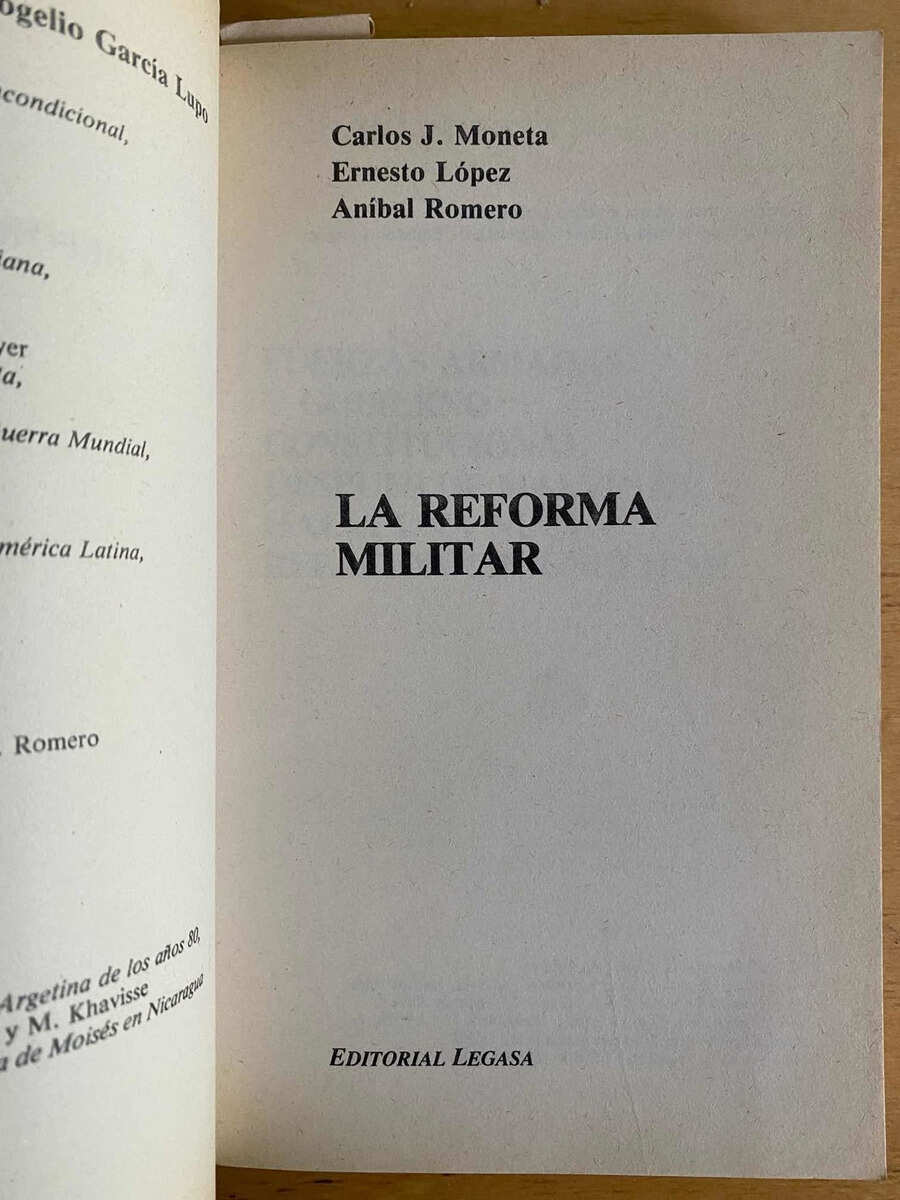 ogelio García Lupo
condicional,
iana,
yer
a,
uerra Mundial,
mérica Latina,
Romero
Argetina de los años 80,
y M. Khavisse
a de Moisés en Nicaragua
Carlos J. Moneta
Ernesto López
Aníbal Romero
LA REFORMA
MILITAR
EDITORIAL LEGASA